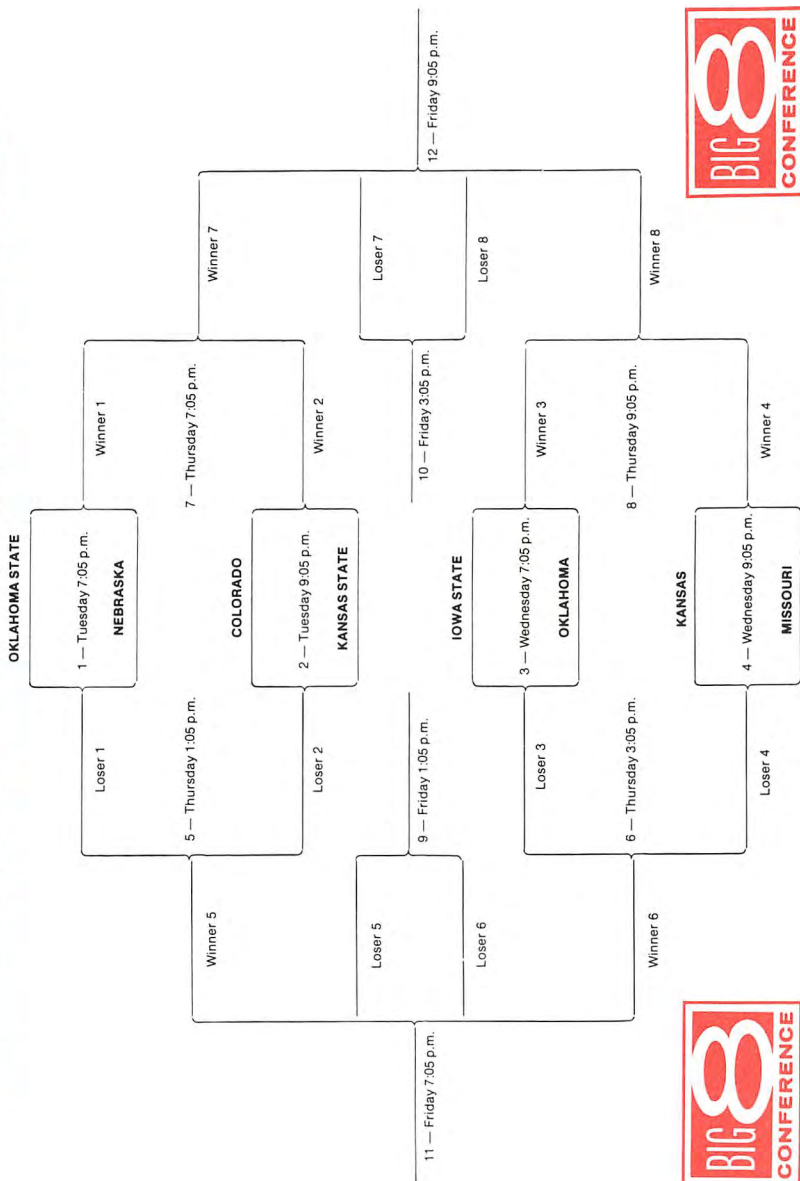 OKLAHOMA STATE
1 — Tuesday 7:05 p.m.
NEBRASKA
Loser 1
Winner 1
5 — Thursday 1:05 p.m.
7 — Thursday 7:05 p.m.
COLORADO
2 — Tuesday 9:05 p.m.
KANSAS STATE
Loser 2
Winner 2
Winner 5
Winner 7
Loser 5
Loser 7
9 — Friday 1:05 p.m.
10 — Friday 3:05 p.m.
11 — Friday 7:05 p.m.
12 — Friday 9:05 p.m.
Loser 6
Loser 8
IOWA STATE
3 — Wednesday 7:05 p.m.
OKLAHOMA
Loser 3
Winner 3
6 — Thursday 3:05 p.m.
8 — Thursday 9:05 p.m.
Winner 6
Winner 8
KANSAS
4 — Wednesday 9:05 p.m.
MISSOURI
Loser 4
Winner 4
BIG 8
CONFERENCE
BIG 8
CONFERENCE